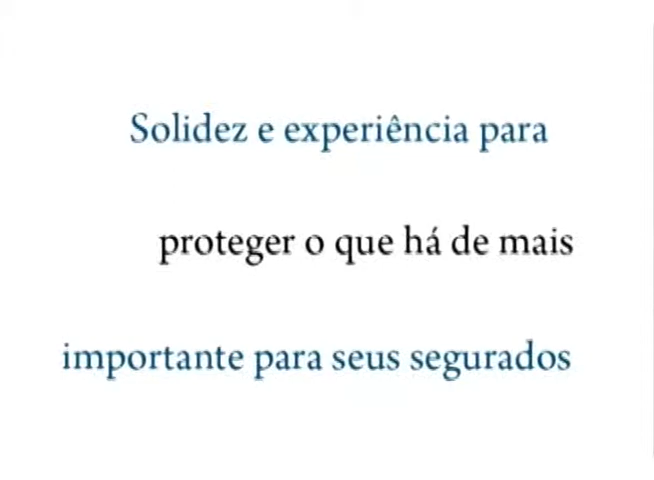 Solidez e experiência para
proteger o que há de mais
importante para seus segurados